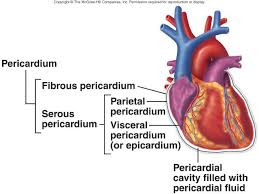 Copyright © The McGraw-Hill Companies, Inc. Permission required for reproduction or display.
Pericardium
Fibrous pericardium
Serous
pericardium
Parietal
pericardium
Visceral
pericardium
(or epicardium)
Pericardial
cavity filled with
pericardial fluid